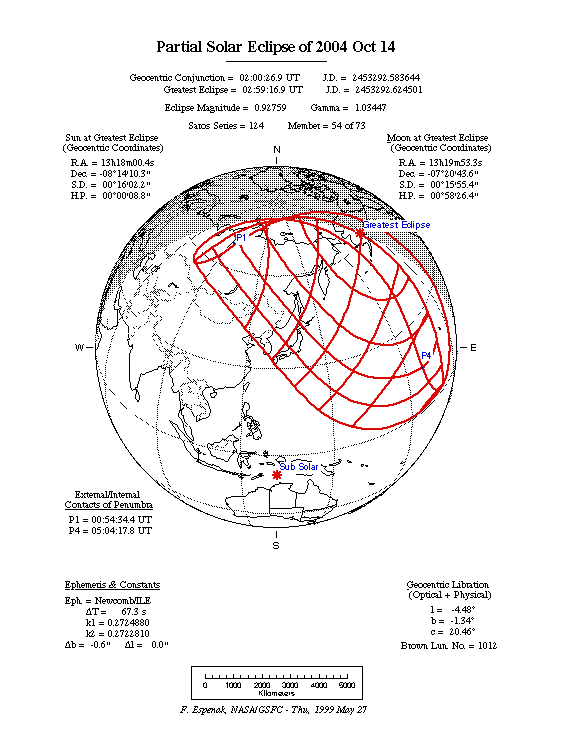 Partial Solar Eclipse of 2004 Oct 14
Geocentric Conjunction = 02:00:26.9 UT J.D. = 2453292.583644
Greatest Eclipse = 02:59:16.9 UT J.D. = 2453292.624501
Eclipse Magnitude = 0.92759 Gamma = 1.03447
Saros Series = 124 Member = 54 of 73
Sun at Greatest Eclipse
(Geocentric Coordinates)
R.A. = 13h18m00.4s
Dec. = -08°14'10.3"
S.D. = 00°16'02.2"
H.P. = 00°00'08.8"
Moon at Greatest Eclipse
(Geocentric Coordinates)
R.A. = 13h19m53.3s
Dec. = -07°20'43.6"
S.D. = 00°15'55.4"
H.P. = 00°58'26.4"
N
Greatest Eclipse
P1
W
E
P4
Sub Solar
S
External/Internal
Contacts of Penumbra
P1 = 00:54:34.4 UT
P4 = 05:04:17.8 UT
Ephemeris & Constants
Eph. = Newcomb/ILE
ΔT = 67.3 s
k1 = 0.2724880
k2 = 0.2722810
Δb = -0.6" Δl = 0.0"
Geocentric Libration
(Optical + Physical)
l = -4.48°
b = -1.34°
c = 20.46°
Brown Lun. No. = 1012
0 1000 2000 3000 4000 5000
Kilometers
F. Espenak, NASA/GSFC - Thu, 1999 May 27